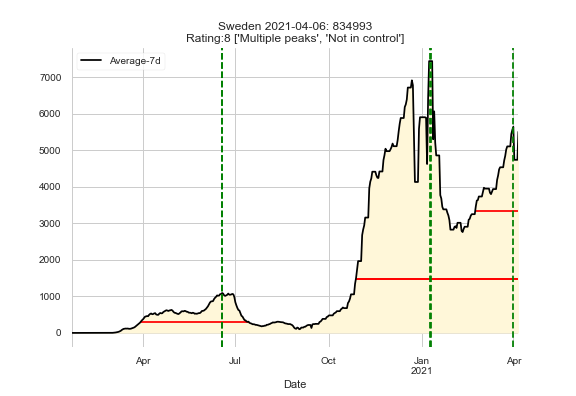 Sweden 2021-04-06: 834993
Rating:8 ['Multiple peaks', 'Not in control']
Average-7d
7000
6000
5000
4000
3000
2000
1000
0
Apr
Jul
Oct
Jan
2021
Apr
Date